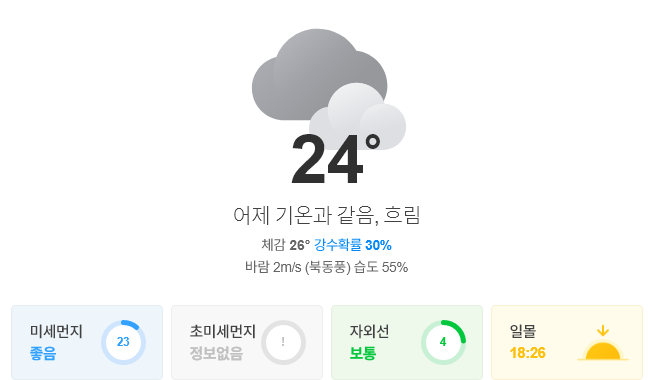 24°
어제 기온과 같음, 흐림
체감 26° 강수확률 30%
바람 2m/s (북동풍) 습도 55%
미세먼지
좋음
23
초미세먼지
정보없음
!
자외선
보통
4
일몰
18:26